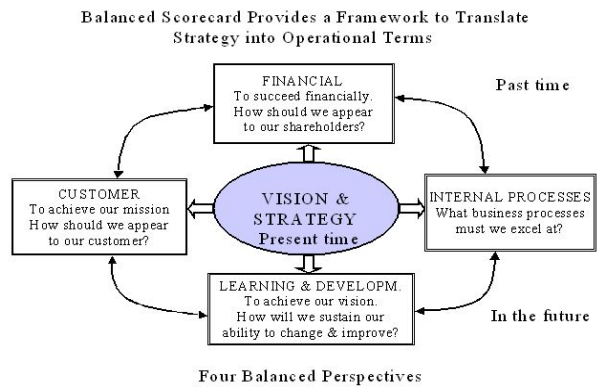 Balanced Scorecard Provides a Framework to Translate
Strategy into Operational Terms
FINANCIAL
To succeed financially.
How should we appear
to our shareholders?
Past time
CUSTOMER
To achieve our mission
How should we appear
to our customer?
VISION &
STRATEGY
Present time
INTERNAL PROCESSES
What business processes
must we excel at?
LEARNING & DEVELOPM.
To achieve our vision.
How will we sustain our
ability to change & improve?
In the future
Four Balanced Perspectives